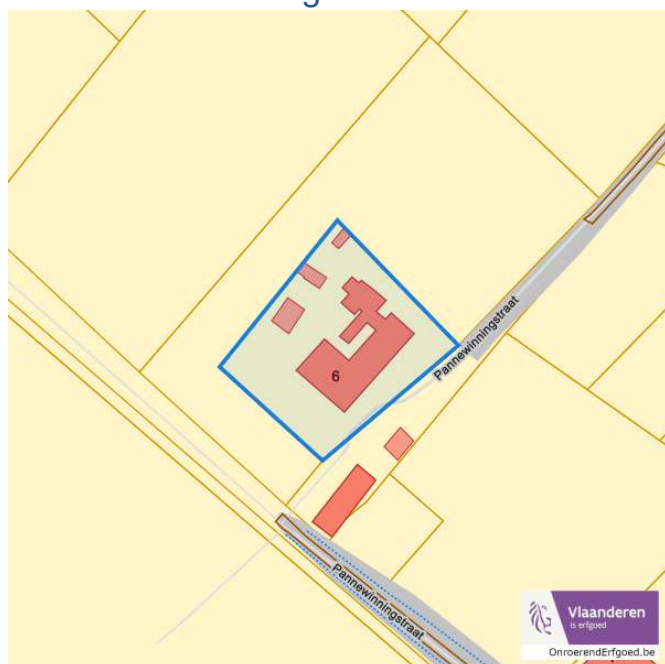 Pannewinningstraat
6
Pannewinningstraat
Vlaanderen
is erfgoed
OnroerendErfgoed.be